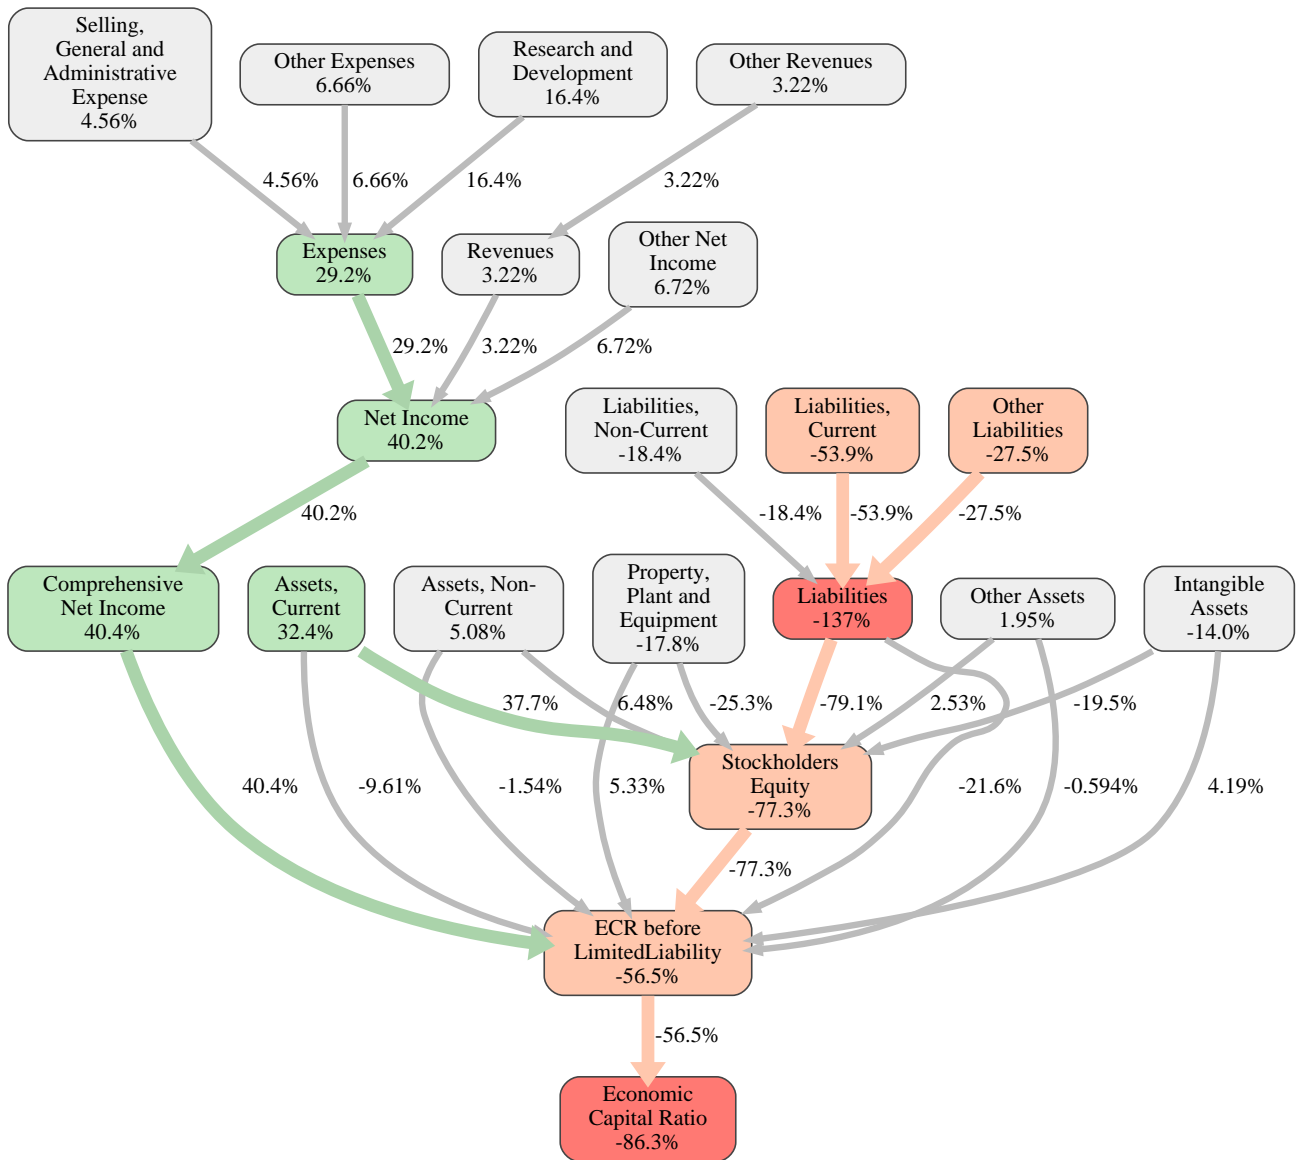 Selling,
General and
Administrative
Expense
4.56%
Other Expenses
6.66%
Research and
Development
16.4%
Other Revenues
3.22%
4.56%
6.66%
16.4%
3.22%
Expenses
29.2%
Revenues
3.22%
Other Net
Income
6.72%
29.2%
3.22%
6.72%
Net Income
40.2%
Liabilities,
Non-Current
-18.4%
Liabilities,
Current
-53.9%
Other
Liabilities
-27.5%
40.2%
-18.4%
-53.9%
-27.5%
Comprehensive
Net Income
40.4%
Assets,
Current
32.4%
Assets, Non-
Current
5.08%
Property,
Plant and
Equipment
-17.8%
Liabilities
-137%
Other Assets
1.95%
Intangible
Assets
-14.0%
37.7%
6.48%
-25.3%
-79.1%
2.53%
-19.5%
Stockholders
Equity
-77.3%
40.4%
-9.61%
-1.54%
5.33%
-21.6%
-0.594%
4.19%
-77.3%
ECR before
LimitedLiability
-56.5%
-56.5%
Economic
Capital Ratio
-86.3%